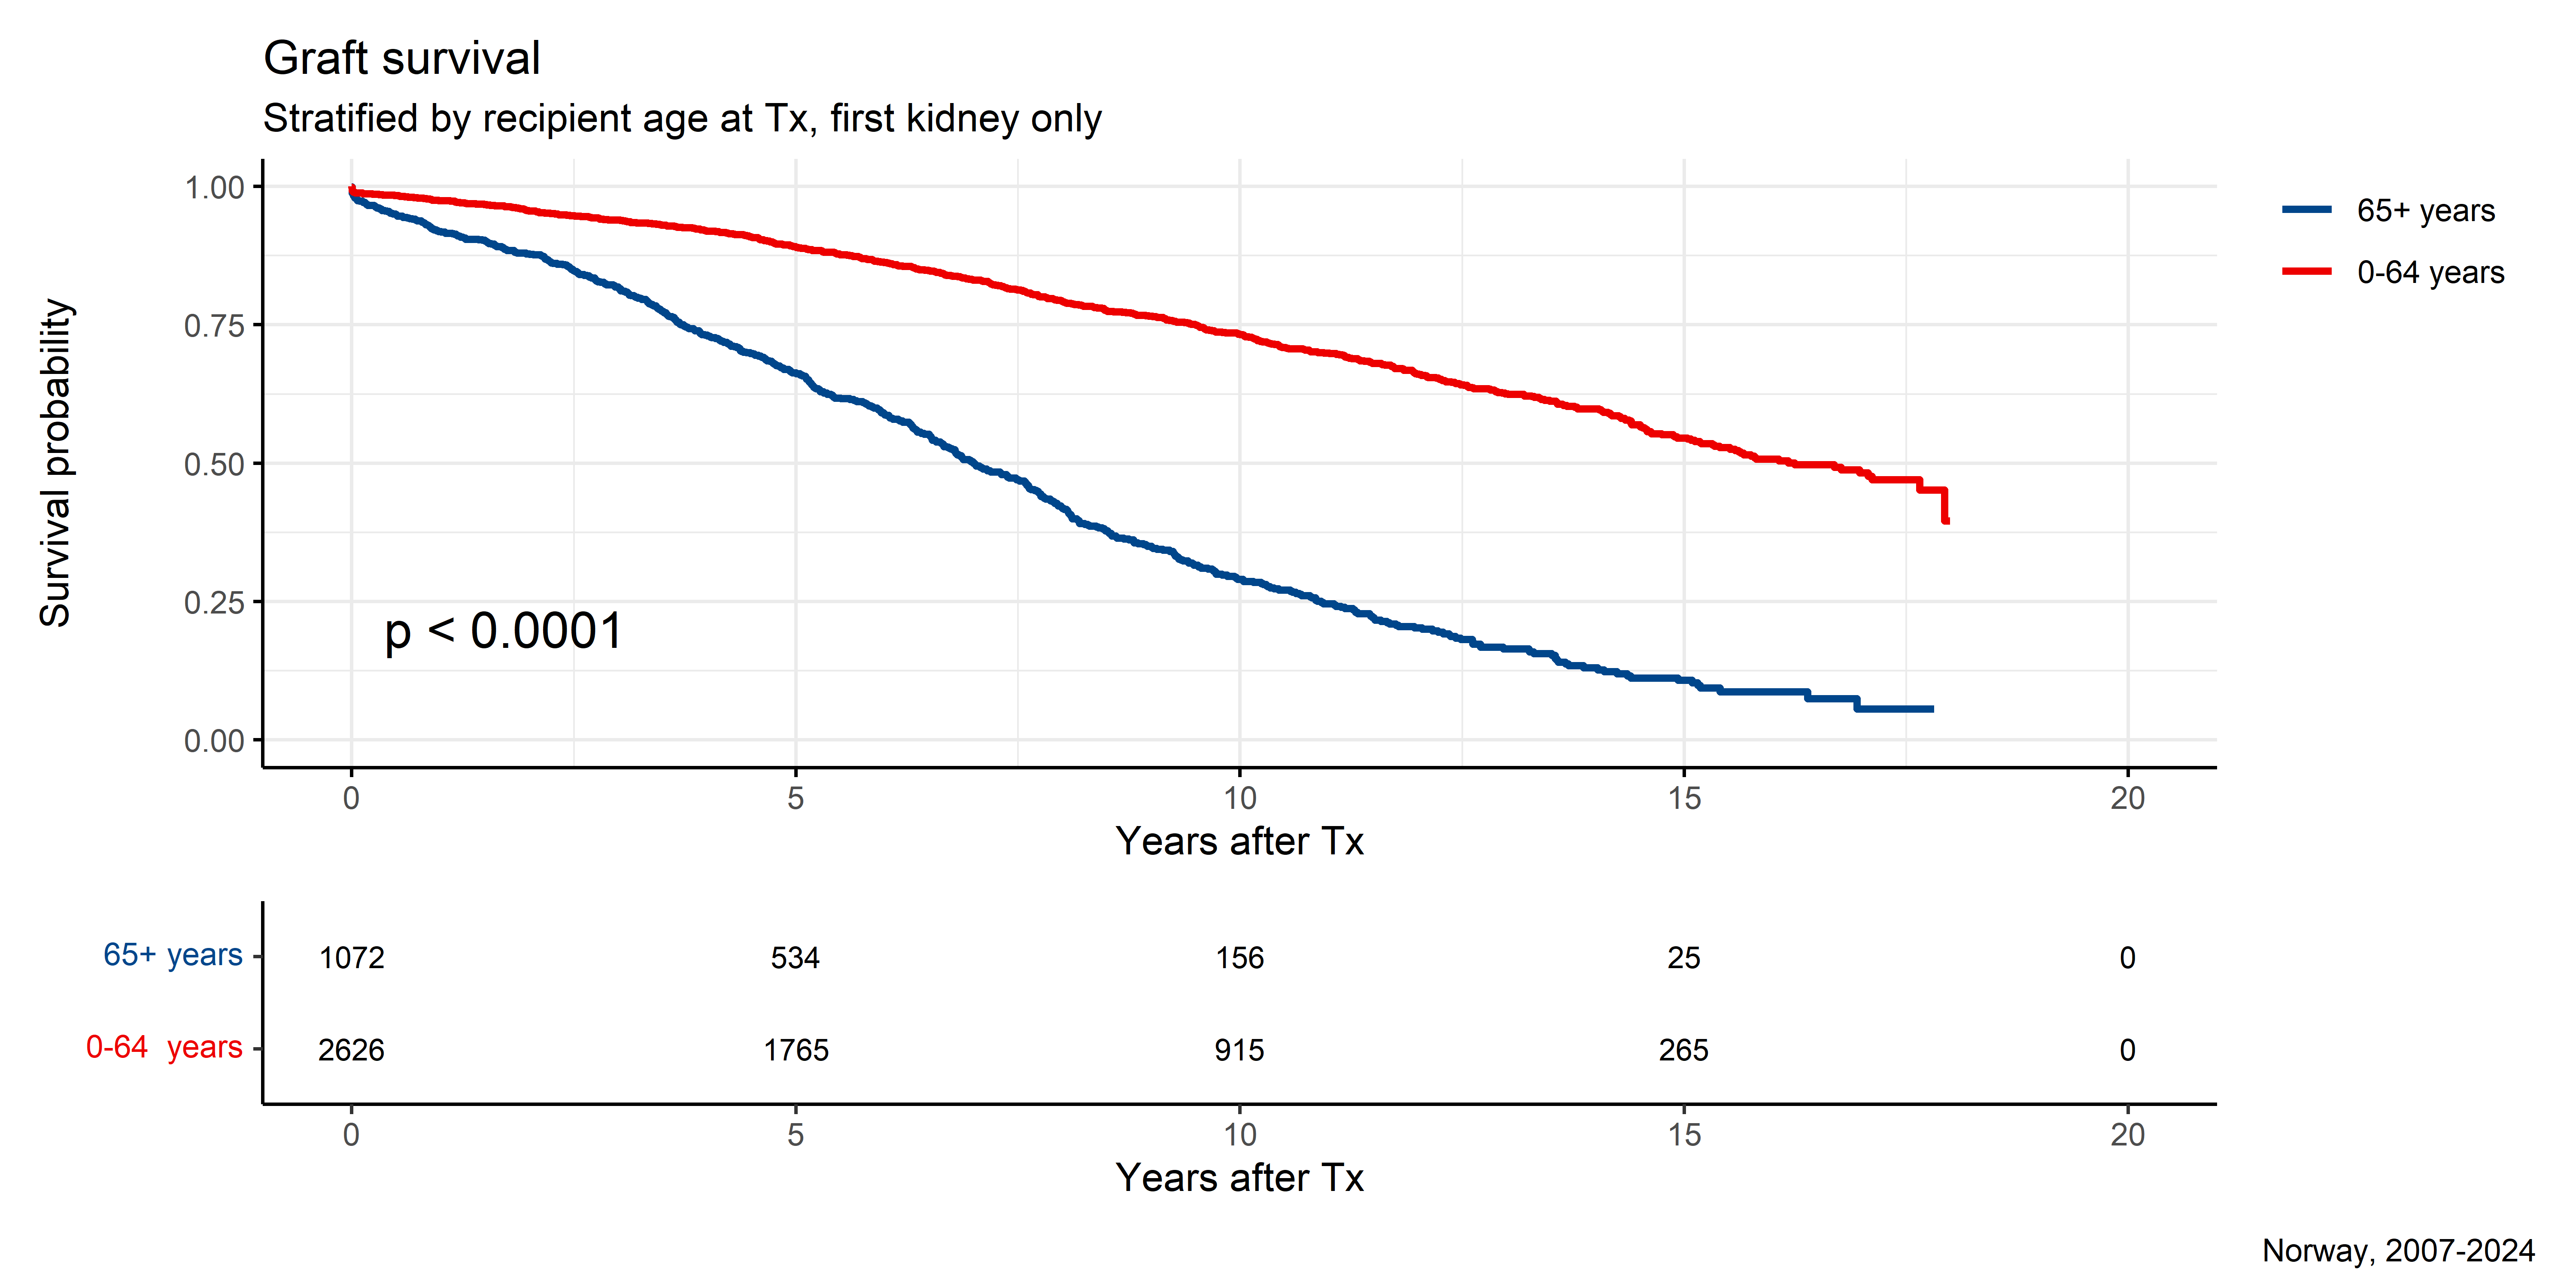 Graft survival
Stratified by recipient age at Tx, first kidney only
Survival probability
1.00
0.75
0.50
0.25
0.00
p < 0.0001
65+ years
0-64 years
0 5 10 15 20
Years after Tx
65+ years 1072 534 156 25 0
0-64  years 2626 1765 915 265 0
0 5 10 15 20
Years after Tx
Norway, 2007-2024